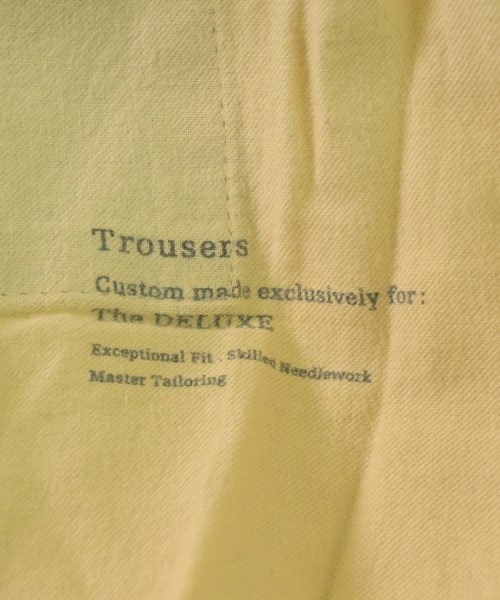 Trousers
Custom made exclusively for:
The DELUXE
Exceptional Fit . Skilled Needlework
Master Tailoring